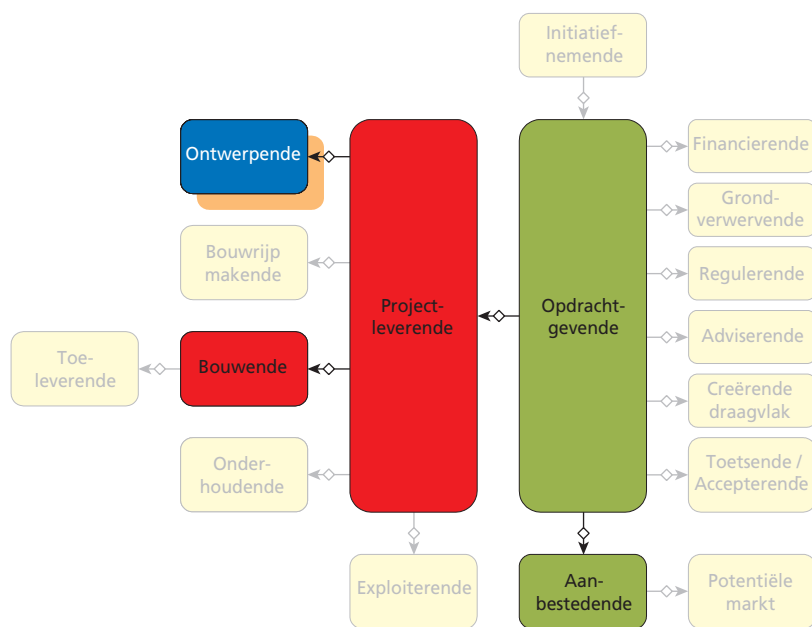 Initiatief-
nemende
Ontwerpende
Financierende
Grond-
verwervende
Bouwrijp
makende
Regulerende
Project-
leverende
Opdracht-
gevende
Toe-
leverende
Bouwende
Adviserende
Creërende
draagvlak
Onder-
houdende
Toetsende /
Accepterende
Exploiterende
Aan-
bestedende
Potentiële
markt